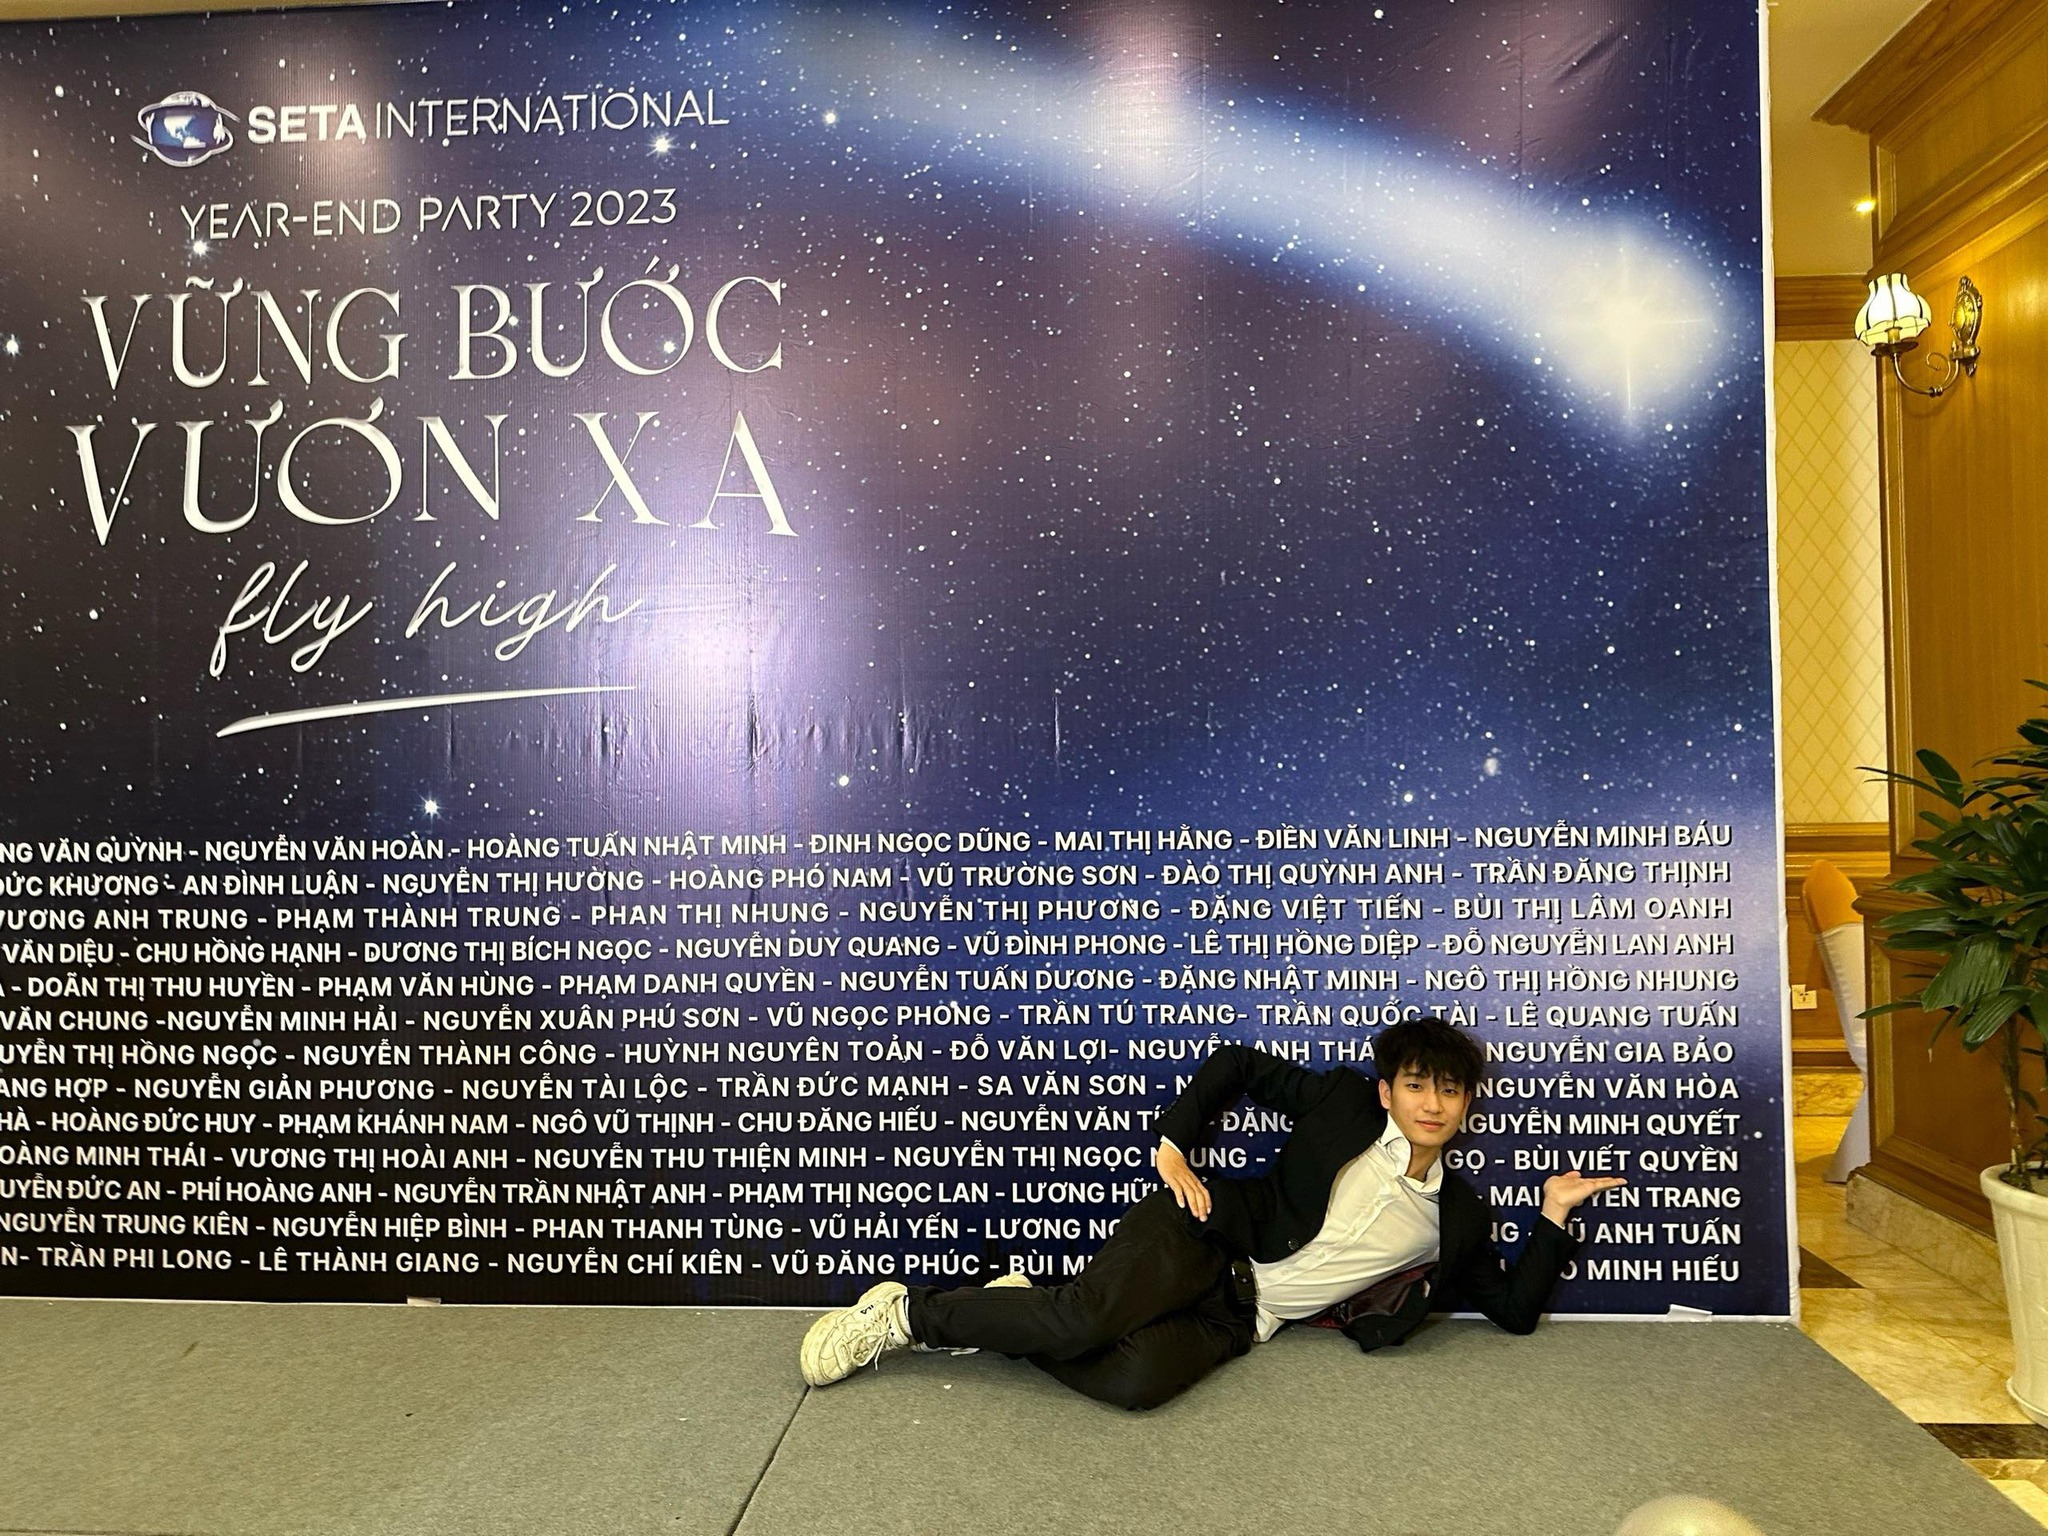 SETA INTERNATIONAL
YEAR-END PARTY 2023
VỮNG BƯỚC
VƯƠN XA
fly high
VĂN QUỲNH - NGUYỄN VĂN HOÀN - HOÀNG TUẤN NHẬT MINH - ĐINH NGỌC DŨNG - MAI THỊ HẰNG - ĐIỀN VĂN LINH - NGUYỄN MINH BÁU
KHƯƠNG - AN ĐÌNH LUẬN - NGUYỄN THỊ HƯỜNG - HOÀNG PHÓ NAM - VŨ TRƯỜNG SƠN - ĐÀO THỊ QUỲNH ANH - TRẦN ĐĂNG THỊNH
VƯƠNG ANH TRUNG - PHẠM THÀNH TRUNG - PHAN THỊ NHUNG - NGUYỄN THỊ PHƯƠNG - ĐẶNG VIỆT TIẾN - BÙI THỊ LÂM OANH
VĂN DIỆU - CHU HỒNG HẠNH - DƯƠNG THỊ BÍCH NGỌC - NGUYỄN DUY QUANG - VŨ ĐÌNH PHONG - LÊ THỊ HỒNG DIỆP - ĐỖ NGUYỄN LAN ANH
- DOÃN THỊ THU HUYỀN - PHẠM VĂN HÙNG - PHẠM DANH QUYỀN - NGUYỄN TUẤN DƯƠNG - ĐẶNG NHẬT MINH - NGÔ THỊ HỒNG NHUNG
VĂN CHUNG -NGUYỄN MINH HẢI - NGUYỄN XUÂN PHÚ SƠN - VŨ NGỌC PHONG - TRẦN TÚ TRANG- TRẦN QUỐC TÀI - LÊ QUANG TUẤN
THỊ HỒNG NGỌC - NGUYỄN THÀNH CÔNG - HUỲNH NGUYÊN TOẢN - ĐỖ VĂN LỢI- NGUYỄN ANH NGUYỄN GIA BẢO
HỢP - NGUYỄN GIẢN PHƯƠNG - NGUYỄN TÀI LỘC - TRẦN ĐỨC MẠNH - SA VĂN SƠN - NGUYỄN VĂN HÒA
- HOÀNG ĐỨC HUY - PHẠM KHÁNH NAM - NGÔ VŨ THỊNH - CHU ĐĂNG HIẾU - NGUYỄN VĂN - ĐẶNG NGUYỄN MINH QUYẾT
MINH THÁI - VƯƠNG THỊ HOÀI ANH - NGUYỄN THU THIỆN MINH - NGUYỄN THỊ NGỌC NHUNG - - BÙI VIẾT QUYỀN
ĐỨC AN - PHÍ HOÀNG ANH - NGUYỄN TRẦN NHẬT ANH - PHẠM THỊ NGỌC LAN - LƯƠNG - MAI TRANG
NGUYỄN TRUNG KIÊN - NGUYỄN HIỆP BÌNH - PHAN THANH TÙNG - VŨ HẢI YẾN - LƯƠNG - VŨ ANH TUẤN
- TRẦN PHI LONG - LÊ THÀNH GIANG - NGUYỄN CHÍ KIÊN - VŨ ĐĂNG PHÚC - BÙI MINH HIẾU